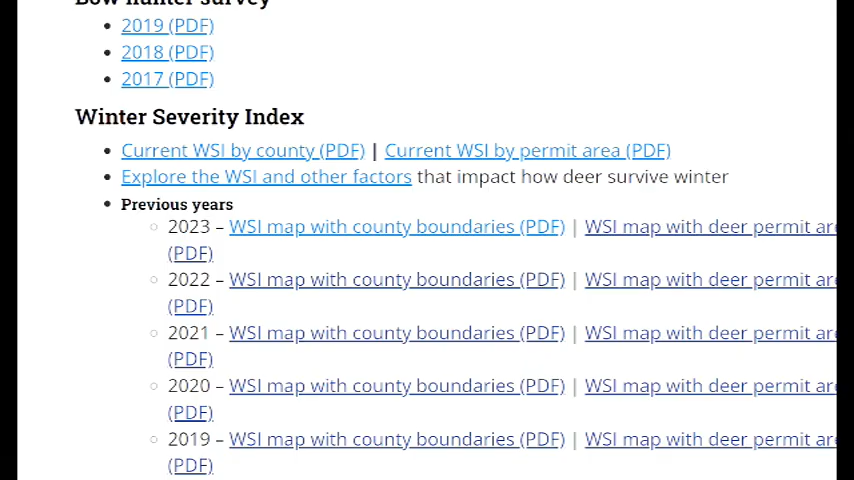 Bow hunter survey
2019 (PDF)
2018 (PDF)
2017 (PDF)
Winter Severity Index
Current WSI by county (PDF) | Current WSI by permit area (PDF)
Explore the WSI and other factors that impact how deer survive winter
Previous years
2023 – WSI map with county boundaries (PDF) | WSI map with deer permit
(PDF)
2022 – WSI map with county boundaries (PDF) | WSI map with deer permit
(PDF)
2021 – WSI map with county boundaries (PDF) | WSI map with deer permit
(PDF)
2020 – WSI map with county boundaries (PDF) | WSI map with deer permit
(PDF)
2019 – WSI map with county boundaries (PDF) | WSI map with deer permit
(PDF)